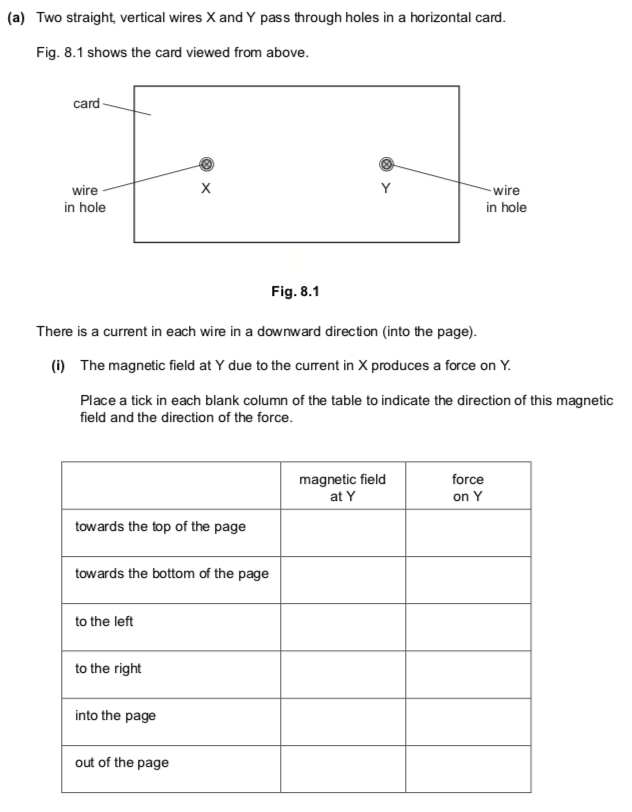 (a) Two straight, vertical wires X and Y pass through holes in a horizontal card.
Fig. 8.1 shows the card viewed from above.
card
wire
in hole
X
Y
wire
in hole
Fig. 8.1
There is a current in each wire in a downward direction (into the page).
(i) The magnetic field at Y due to the current in X produces a force on Y.
Place a tick in each blank column of the table to indicate the direction of this magnetic
field and the direction of the force.
magnetic field
at Y
force
on Y
towards the top of the page
towards the bottom of the page
to the left
to the right
into the page
out of the page